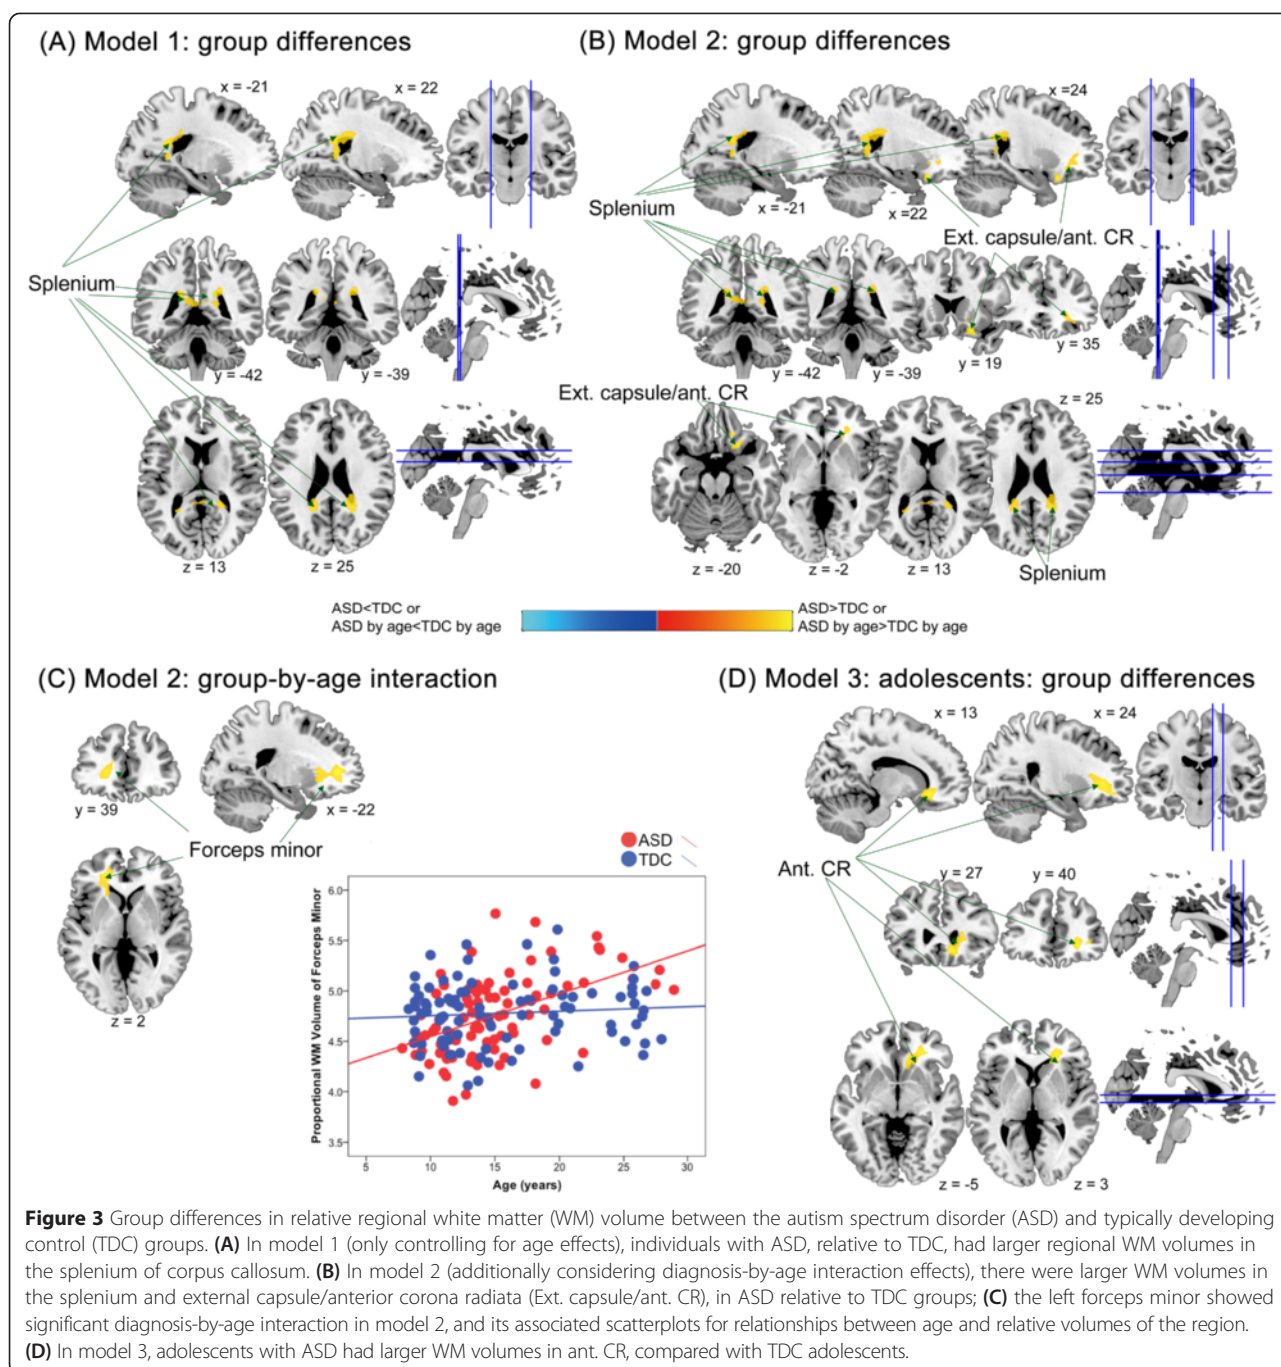 (A) Model 1: group differences
x = -21
x = 22
Splenium
y = -42
y = -39
z = 13
z = 25
(B) Model 2: group differences
x =24
Splenium
x = -21
x =22
Ext. capsule/ant. CR
y = -42
y = -39
y = 19
y = 35
Ext. capsule/ant. CR
z = 25
z = -20
z = -2
z = 13
Splenium
ASD<TDC or
ASD by age<TDC by age
ASD>TDC or
ASD by age>TDC by age
(C) Model 2: group-by-age interaction
y = 39
x = -22
Forceps minor
z = 2
ASD
TDC
Proportional WM Volume of Forceps Minor
6.0
5.5
5.0
4.5
4.0
3.5
5 10 15 20 25 30
Age (years)
(D) Model 3: adolescents: group differences
x = 13
x = 24
Ant. CR
y = 27
y = 40
z = -5
z = 3
Figure 3 Group differences in relative regional white matter (WM) volume between the autism spectrum disorder (ASD) and typically developing
control (TDC) groups. (A) In model 1 (only controlling for age effects), individuals with ASD, relative to TDC, had larger regional WM volumes in
the splenium of corpus callosum. (B) In model 2 (additionally considering diagnosis-by-age interaction effects), there were larger WM volumes in
the splenium and external capsule/anterior corona radiata (Ext. capsule/ant. CR), in ASD relative to TDC groups; (C) the left forceps minor showed
significant diagnosis-by-age interaction in model 2, and its associated scatterplots for relationships between age and relative volumes of the region.
(D) In model 3, adolescents with ASD had larger WM volumes in ant. CR, compared with TDC adolescents.